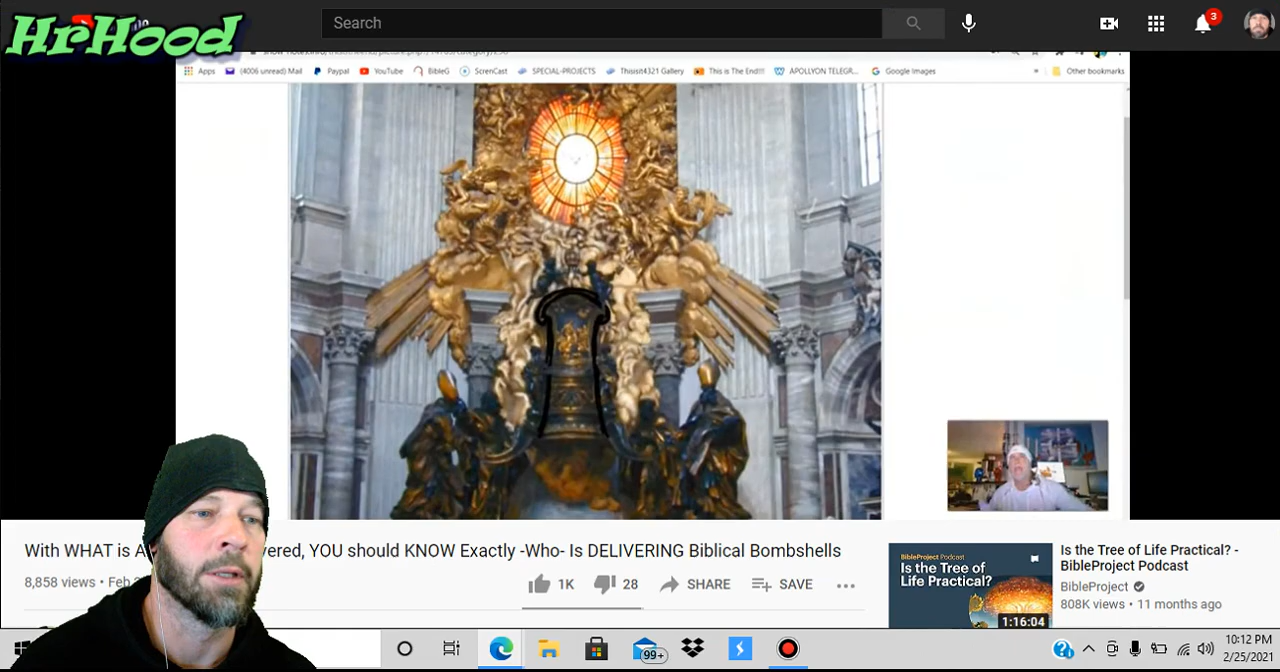 HrHood
Search
3
Apps
(4006 unread) Mail
Paypal
YouTube
BibleG
ScrenCast
SPECIAL-PROJECTS
Thisisit4321 Gallery
This is The End!!!
APOLLYON TELEGR...
Google Images
»
Other bookmarks
With WHAT is A
vered, YOU should KNOW Exactly -Who- Is DELIVERING Biblical Bombshells
8,858 views • Feb 2
1K
28
SHARE
SAVE
BibleProject Podcast
Is the Tree of
Life Practical?
1:16:04
Is the Tree of Life Practical? -
BibleProject Podcast
BibleProject
808K views • 11 months ago
99+
10:12 PM
2/25/2021